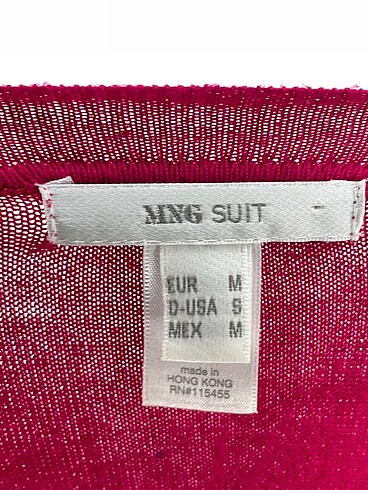 MNG SUIT
EUR M
D-USA S
MEX M
made in
HONG KONG
RN#115455